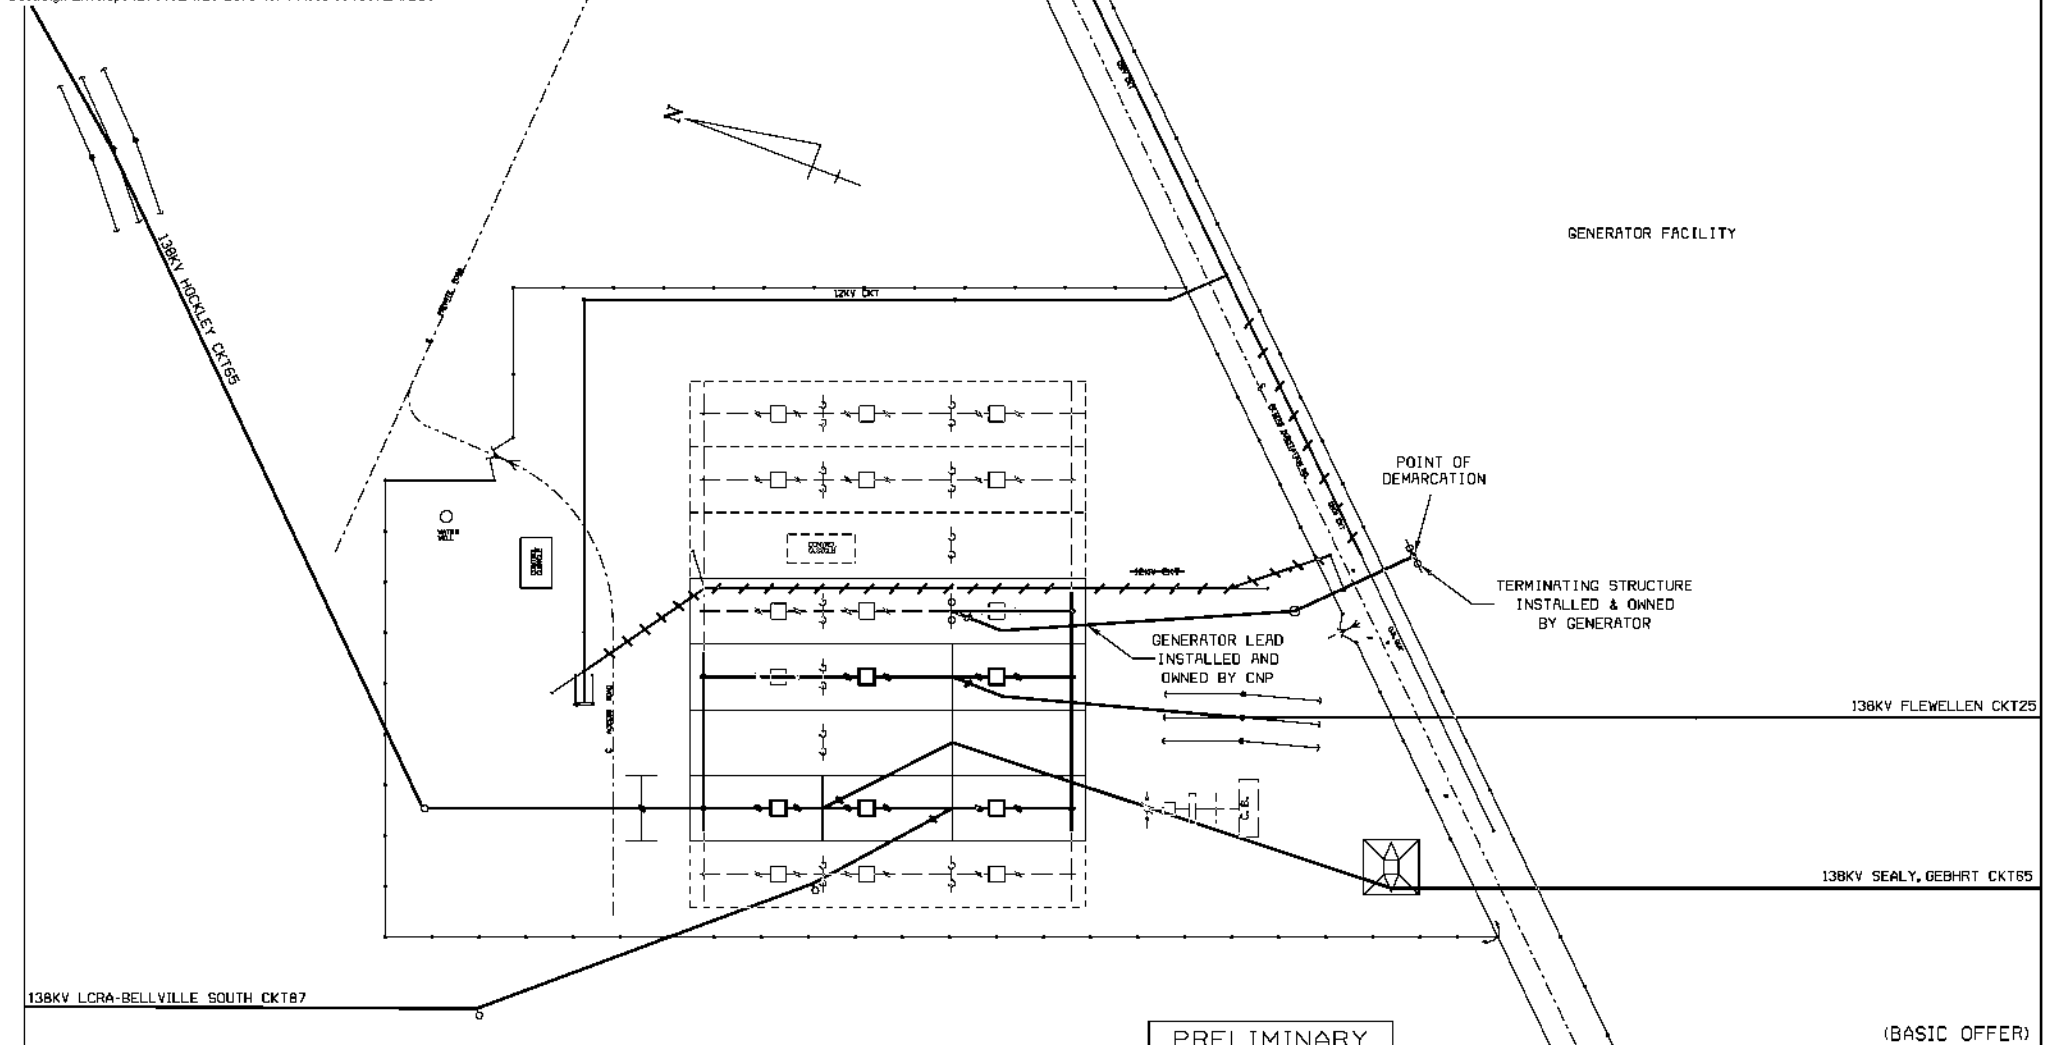 N
GENERATOR FACILITY
138KV HOCKLEY CKT65
12KV CKT
POINT OF
DEMARCATION
TERMINATING STRUCTURE
INSTALLED & OWNED
BY GENERATOR
12KV CKT
GENERATOR LEAD
INSTALLED AND
OWNED BY CNP
138KV FLEWELLEN CKT25
C.B.
138KV SEALY, GEBHRT CKT65
138KV LCRA-BELLVILLE SOUTH CKT87
PRELIMINARY
(BASIC OFFER)